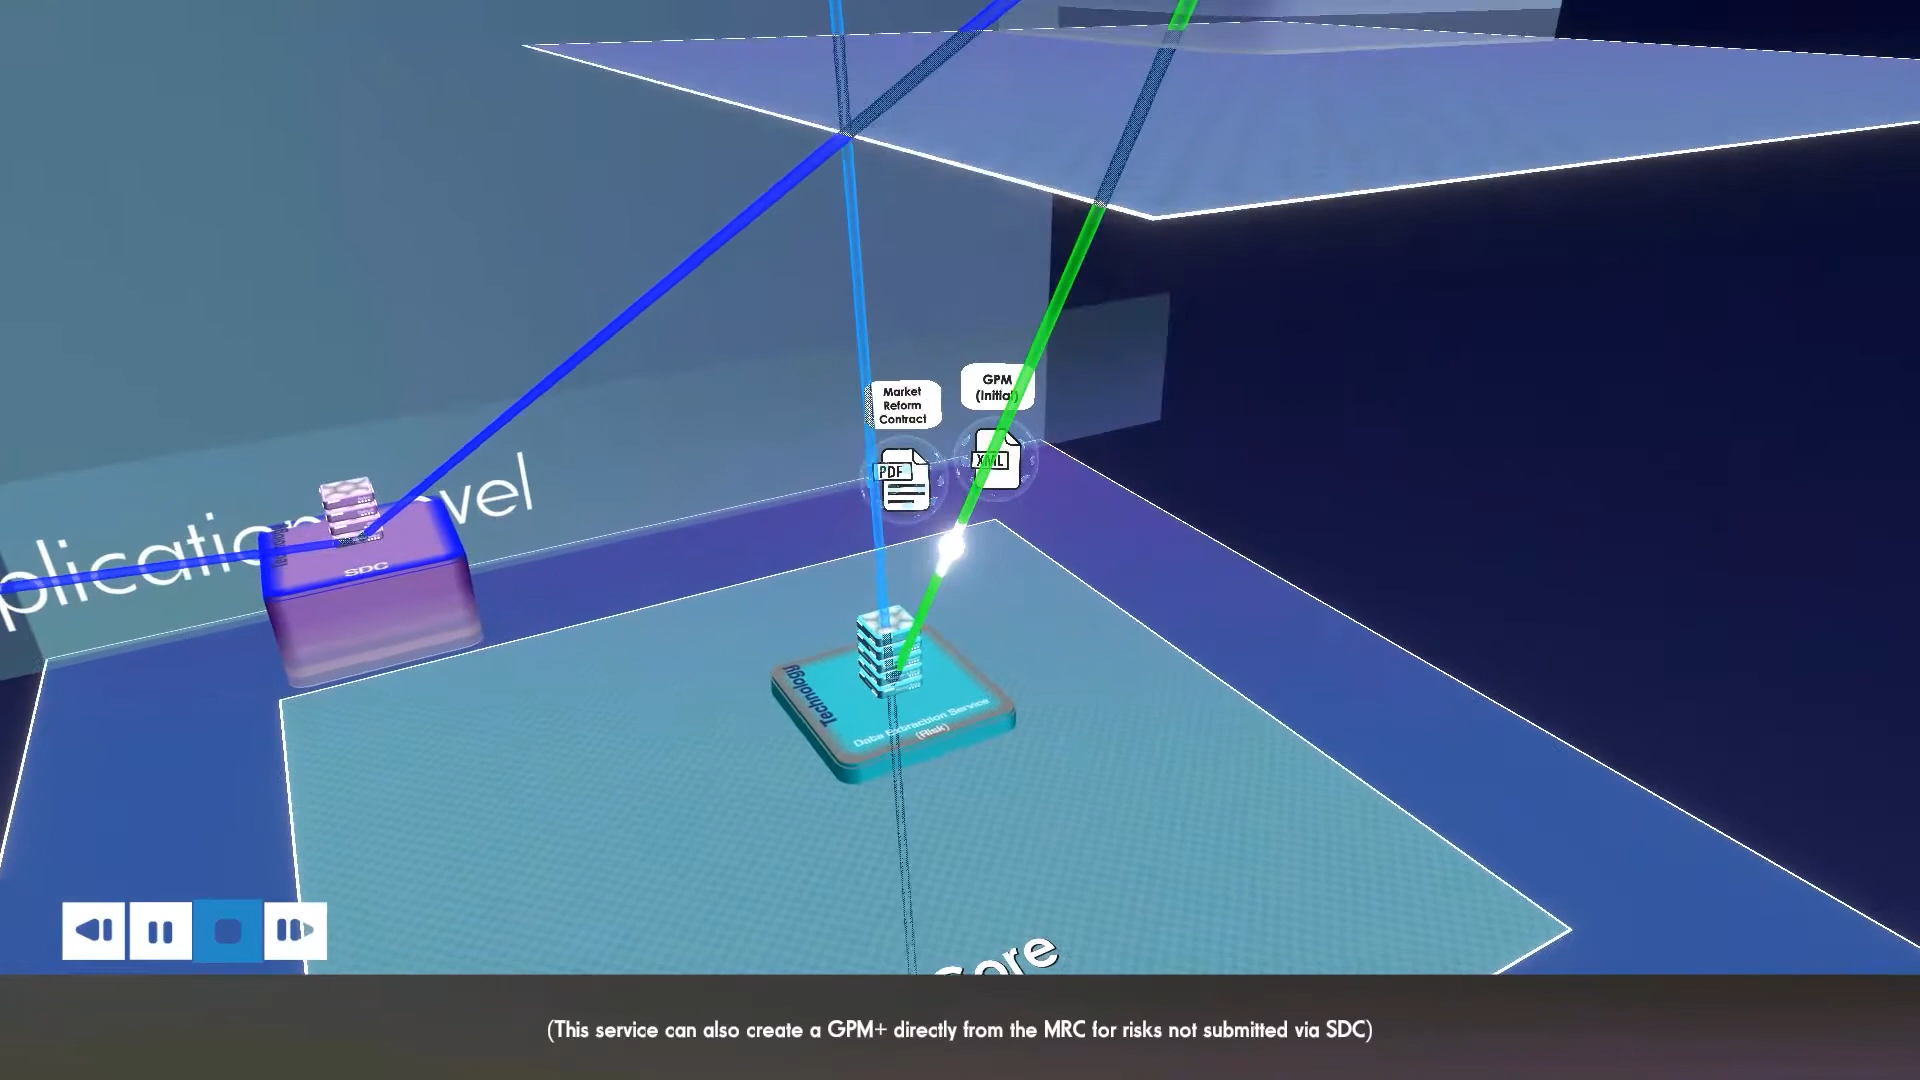 Market
Reform
Contract
GPM
(Initial)
PDF
XML
plication
vel
SDC
Technology
Data Extraction Service
(Risk)
Core
(This service can also create a GPM+ directly from the MRC for risks not submitted via SDC)